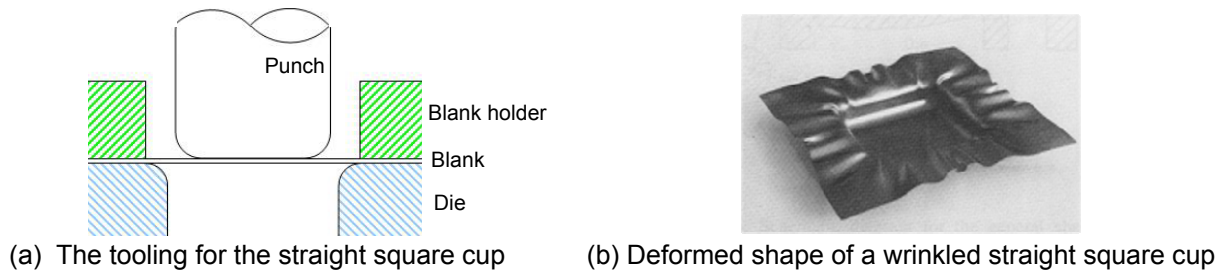 Punch
Blank holder
Blank
Die
(a) The tooling for the straight square cup
(b) Deformed shape of a wrinkled straight square cup